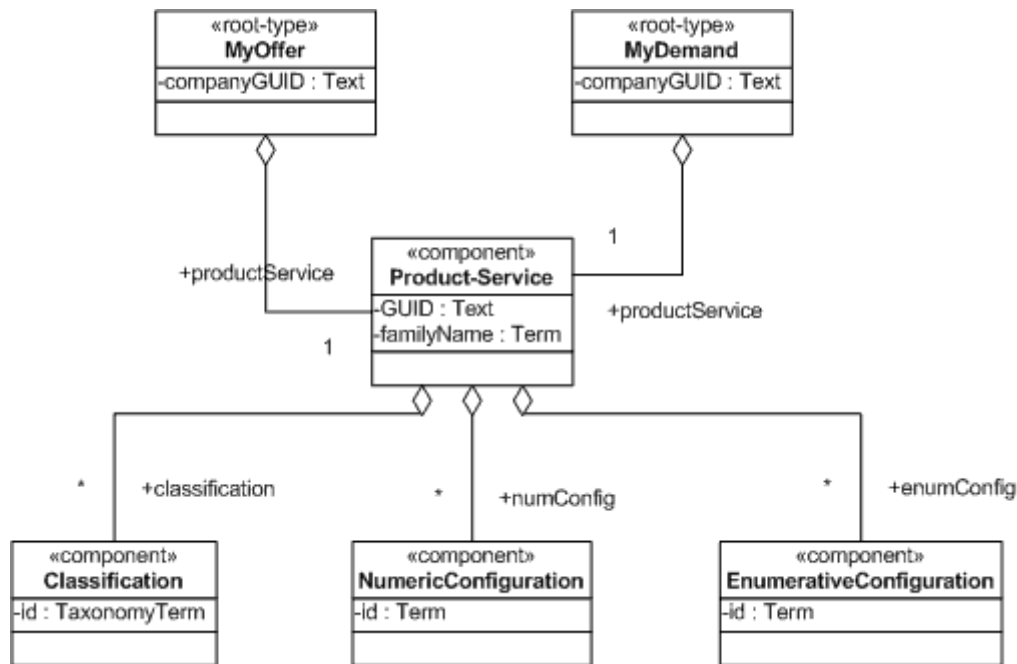 «root-type»
MyOffer
-companyGUID : Text
«root-type»
MyDemand
-companyGUID : Text
1
«component»
Product-Service
-GUID : Text
-familyName : Term
+productService
+productService
1
*
+classification
*
+numConfig
*
+enumConfig
«component»
Classification
-id : TaxonomyTerm
«component»
NumericConfiguration
-id : Term
«component»
EnumerativeConfiguration
-id : Term